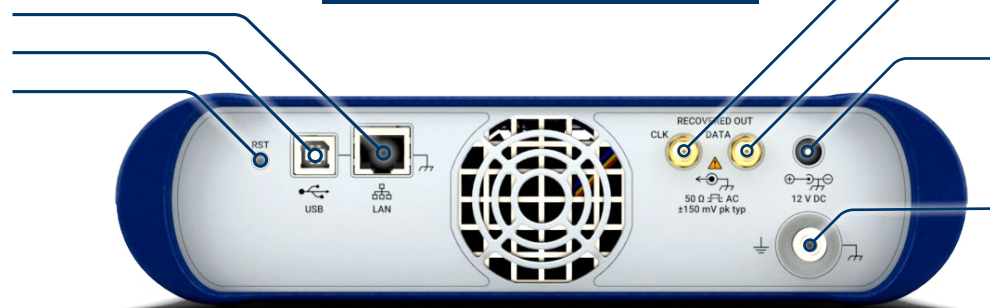 RST
USB
LAN
RECOVERED OUT
CLK
DATA
50 Ω AC
±150 mV pk typ
12 V DC